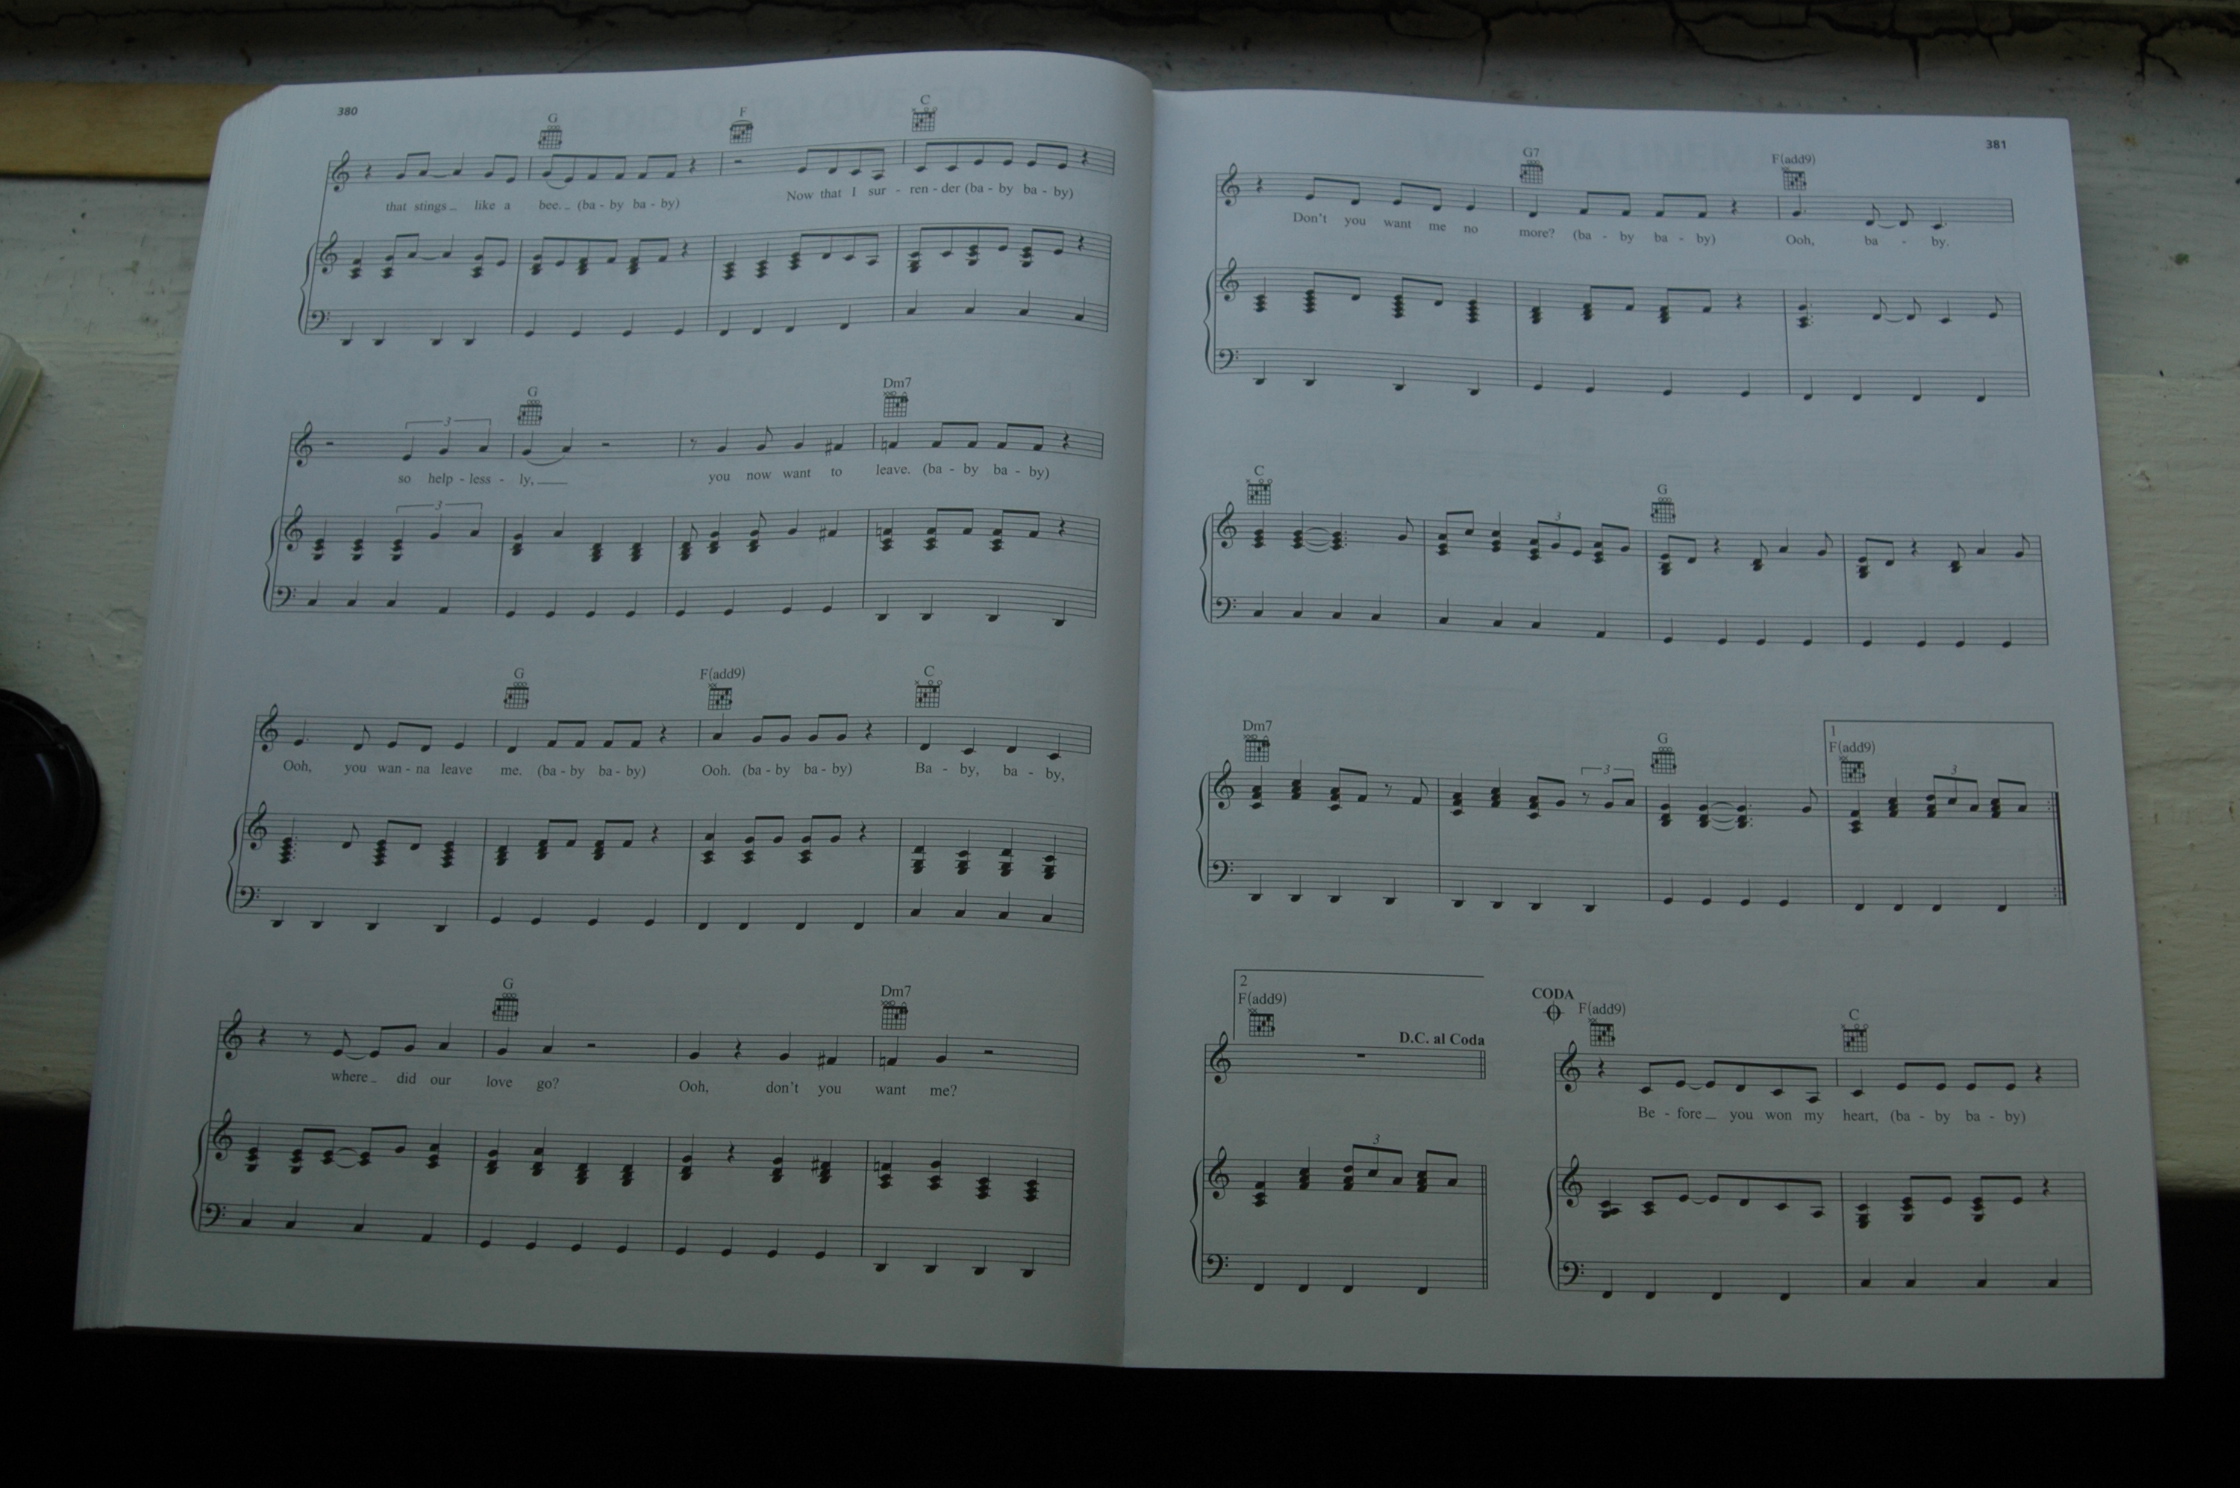 380
G F C
that stings like a bee. (ba - by ba - by) Now that I sur - ren - der (ba - by ba - by)
G Dm7
3
so help - less - ly, you now want to leave. (ba - by ba - by)
3
G F(add9) C
Ooh, you wan - na leave me. (ba - by ba - by) Ooh. (ba - by ba - by) Ba - by, ba - by,
G Dm7
where did our love go? Ooh, don't you want me?
381
G7 F(add9)
Don't you want me no more? (ba - by ba - by) Ooh, ba - by.
C G
3
Dm7 G 1 F(add9)
3 3
2
F(add9)
D.C. al Coda
3
CODA
F(add9) C
Be - fore you won my heart, (ba - by ba - by)